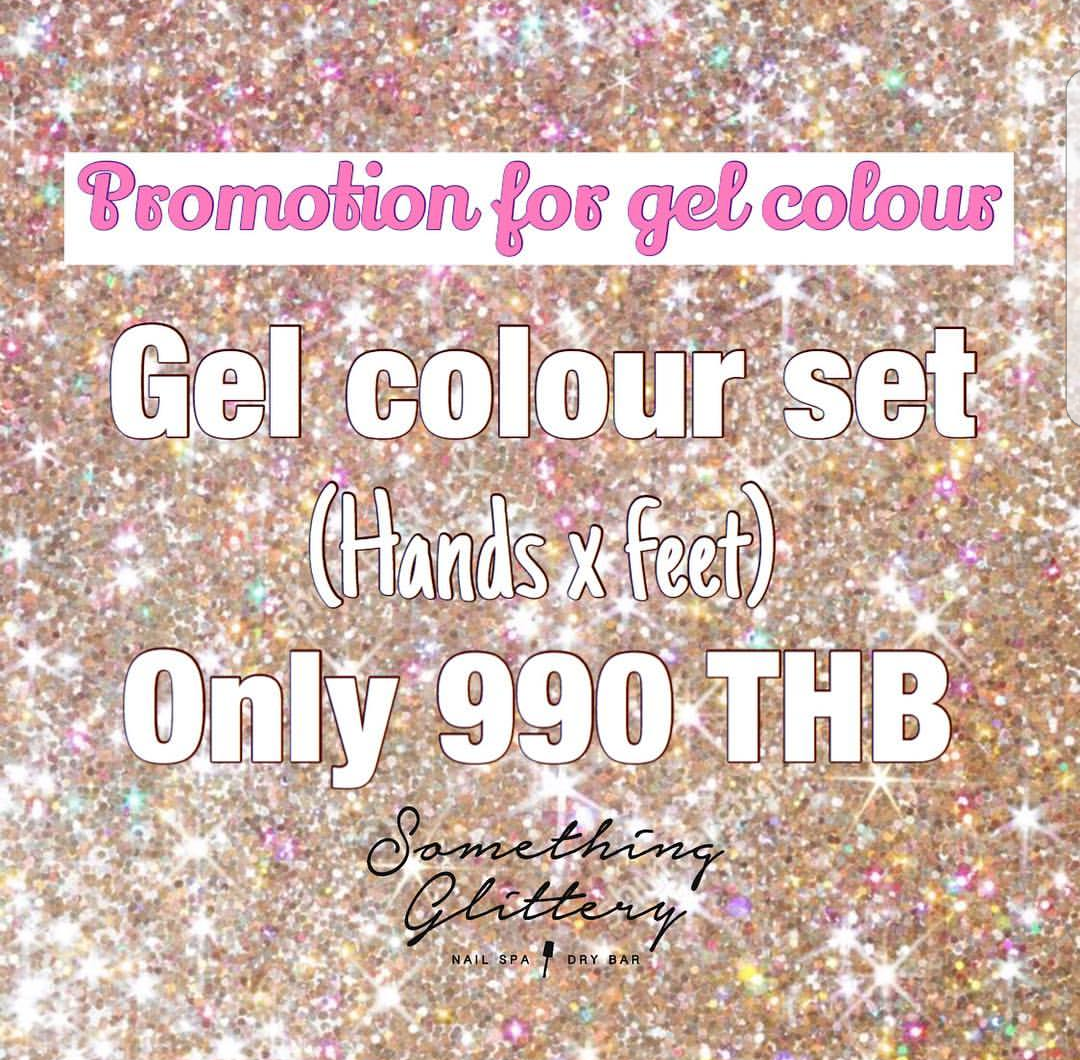 Promotion for gel colour
Gel colour set
(Hands x feet)
Only 990 THB
Something
Glittery
NAIL SPA DRY BAR